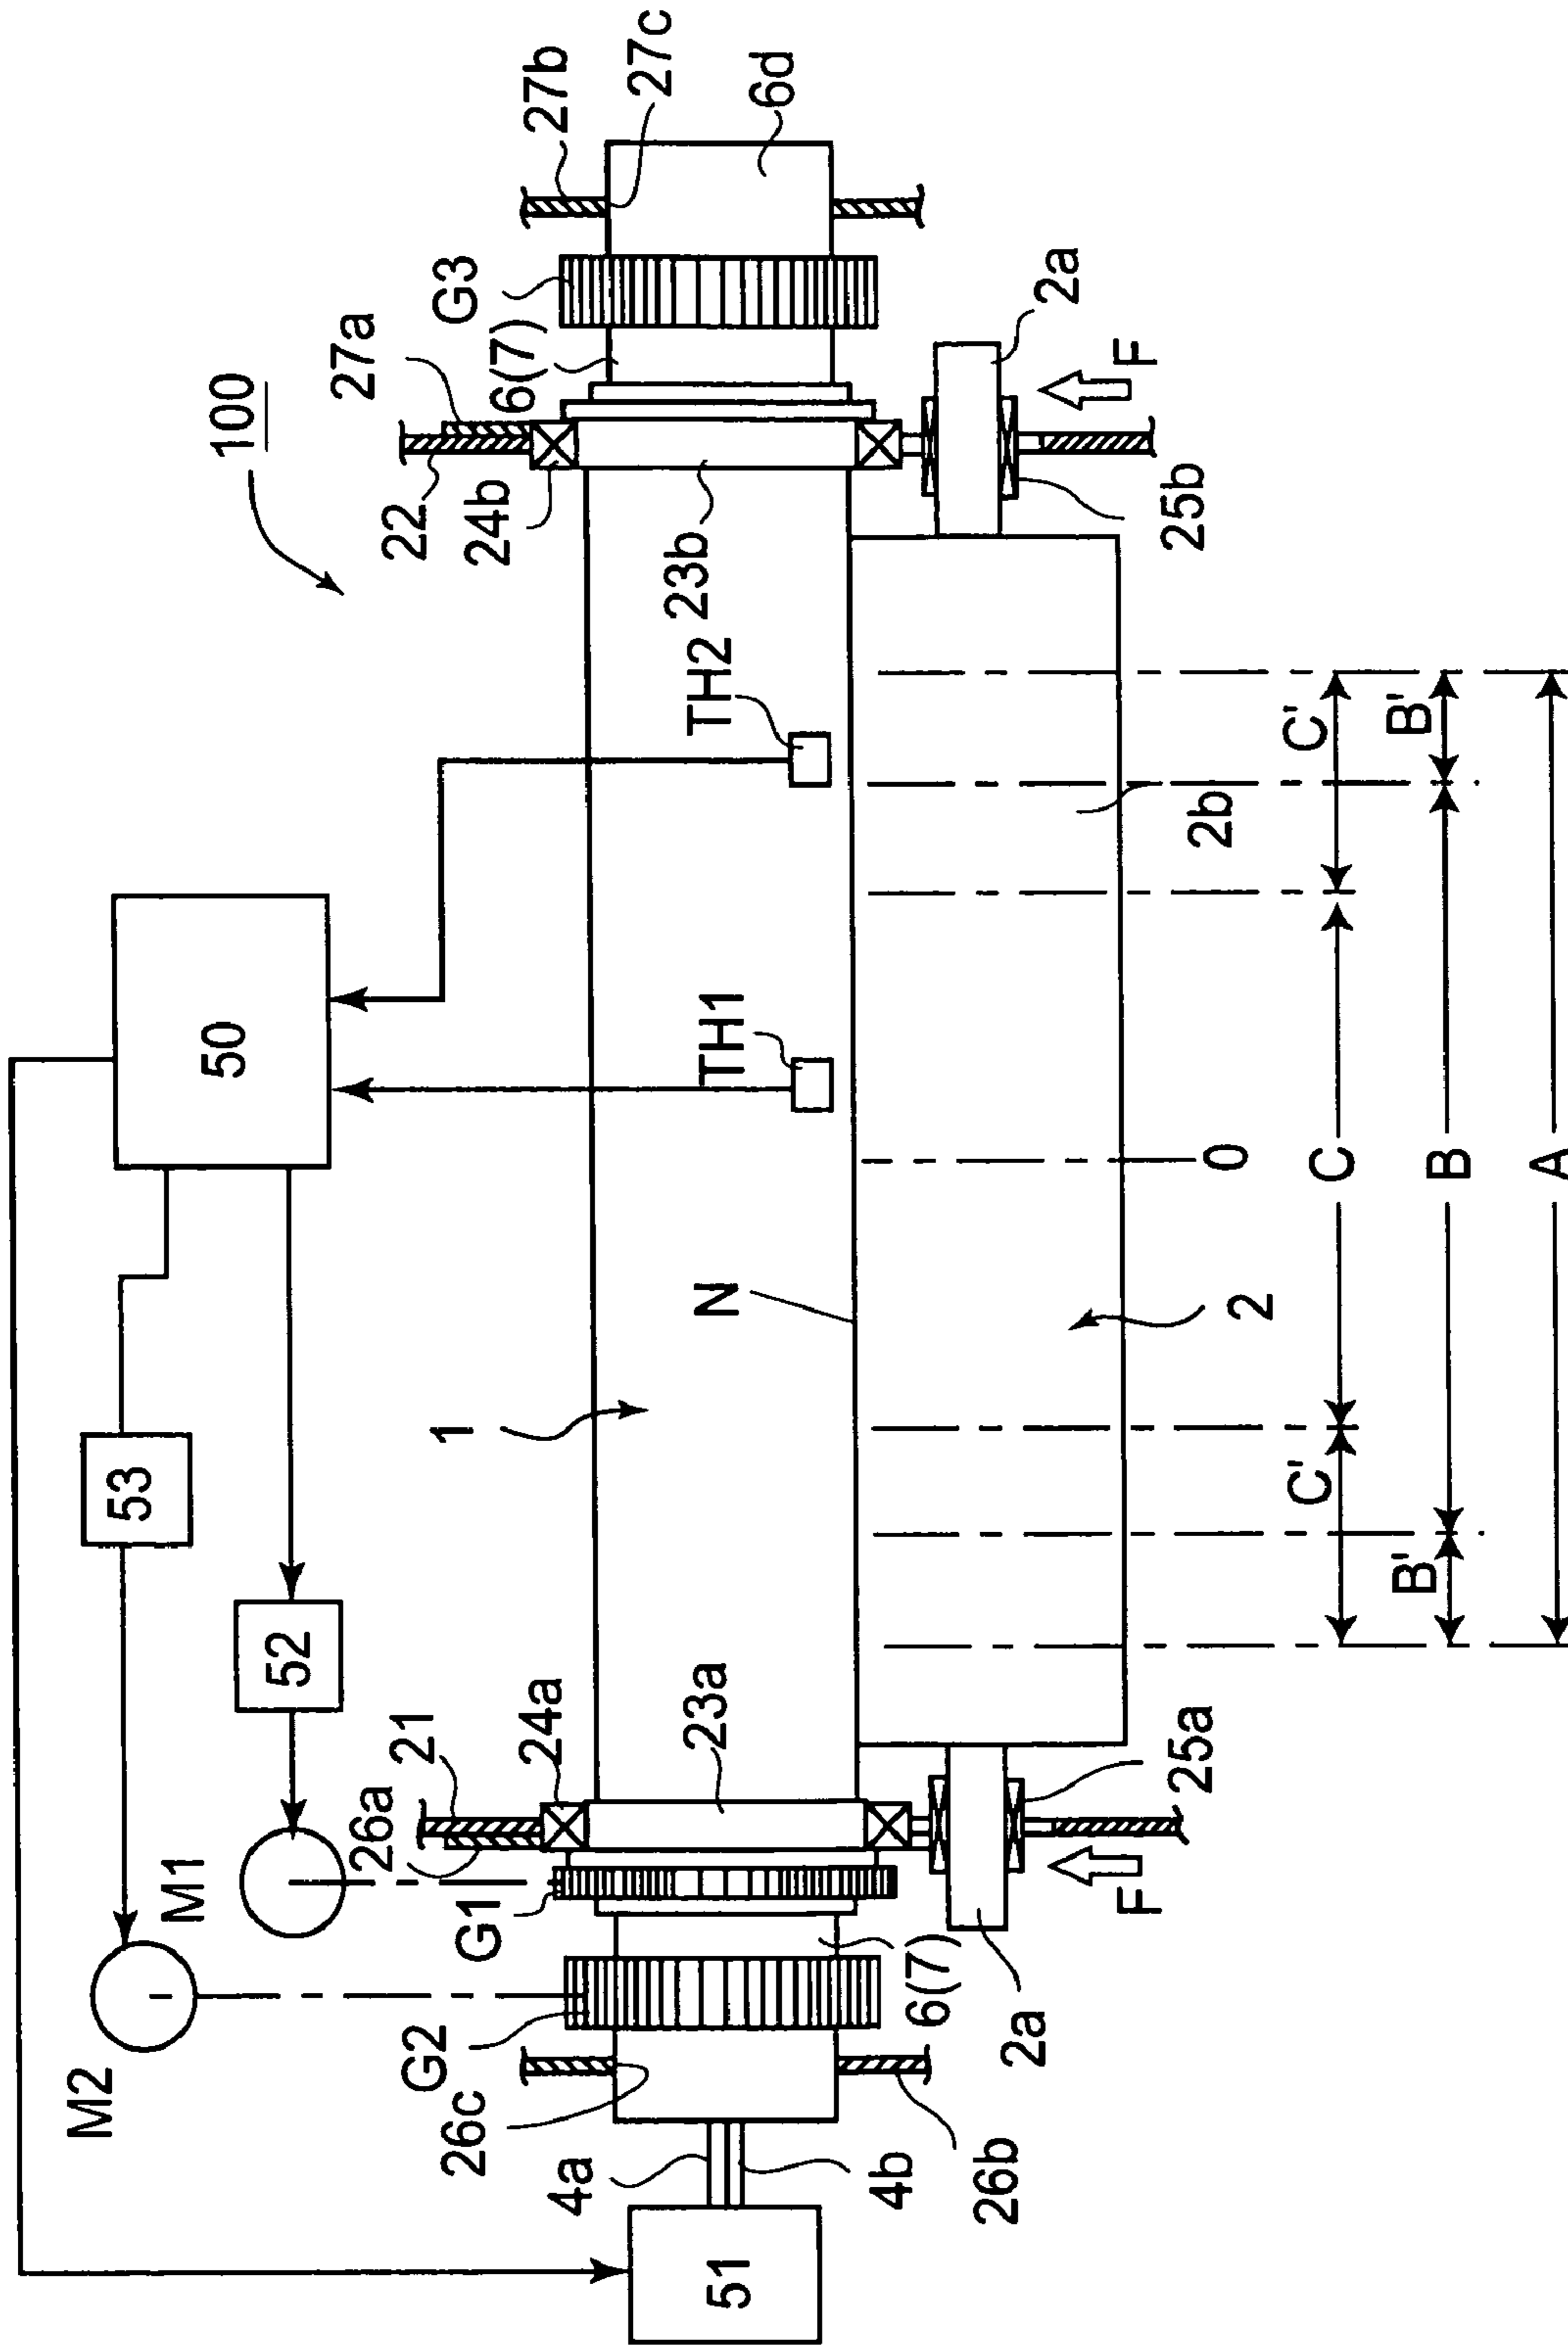 100
M2
M1
53
52
50
51
4a
4b
26c
26b
G2
G1
26a
21
24a
23a
6(7)
2a
F
25a
1
N
TH1
TH2
2
0
2b
23b
24b
22
27a
6(7)
G3
27b
27c
6d
2a
F
25b
C'
C
C'
B'
B
B'
A